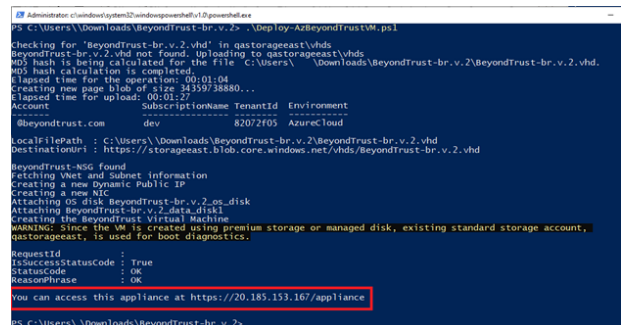 Administrator: c:\windows\system32\windowspowershell\v1.0\powershell.exe
PS C:\Users\\Downloads\BeyondTrust-br.v.2> .\Deploy-AzBeyondTrustVM.ps1
Checking for 'BeyondTrust-br.v.2.vhd' in qastorageeast\vhds
BeyondTrust-br.v.2.vhd not found. Uploading to qastorageeast\vhds
MD5 hash is being calculated for the file C:\Users\ \Downloads\BeyondTrust-br.v.2\BeyondTrust-br.v.2.vhd.
MD5 hash calculation is completed.
Elapsed time for the operation: 00:01:04
Creating new page blob of size 34359738880...
Elapsed time for upload: 00:01:27
Account SubscriptionName TenantId Environment
------- ---------------- -------- -----------
@beyondtrust.com dev 82072f05 AzureCloud
LocalFilePath : C:\Users\\Downloads\BeyondTrust-br.v.2\BeyondTrust-br.v.2.vhd
DestinationUri : https://storageeast.blob.core.windows.net/vhds/BeyondTrust-br.v.2.vhd
BeyondTrust-NSG found
Fetching VNet and Subnet information
Creating a new Dynamic Public IP
Creating a new NIC
Attaching OS disk BeyondTrust-br.v.2_os_disk
Attaching BeyondTrust-br.v.2_data_disk1
Creating the BeyondTrust Virtual Machine
WARNING: Since the VM is created using premium storage or managed disk, existing standard storage account,
qastorageeast, is used for boot diagnostics.
RequestId :
IsSuccessStatusCode : True
StatusCode : OK
ReasonPhrase : OK
You can access this appliance at https://20.185.153.167/appliance
PS C:\Users\ \Downloads\BeyondTrust-br.v.2>